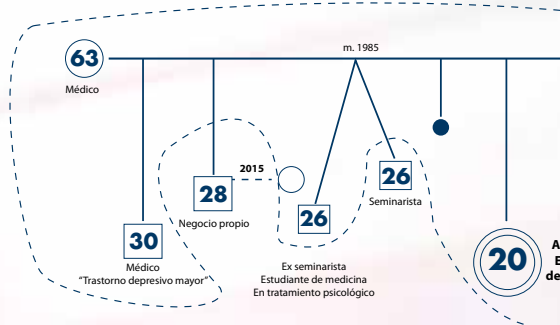 m. 1985
63
Médico
2015
28
Negocio propio
26
Seminarista
26
30
Médico
“Trastorno depresivo mayor”
Ex seminarista
Estudiante de medicina
En tratamiento psicológico
20
A
E
de